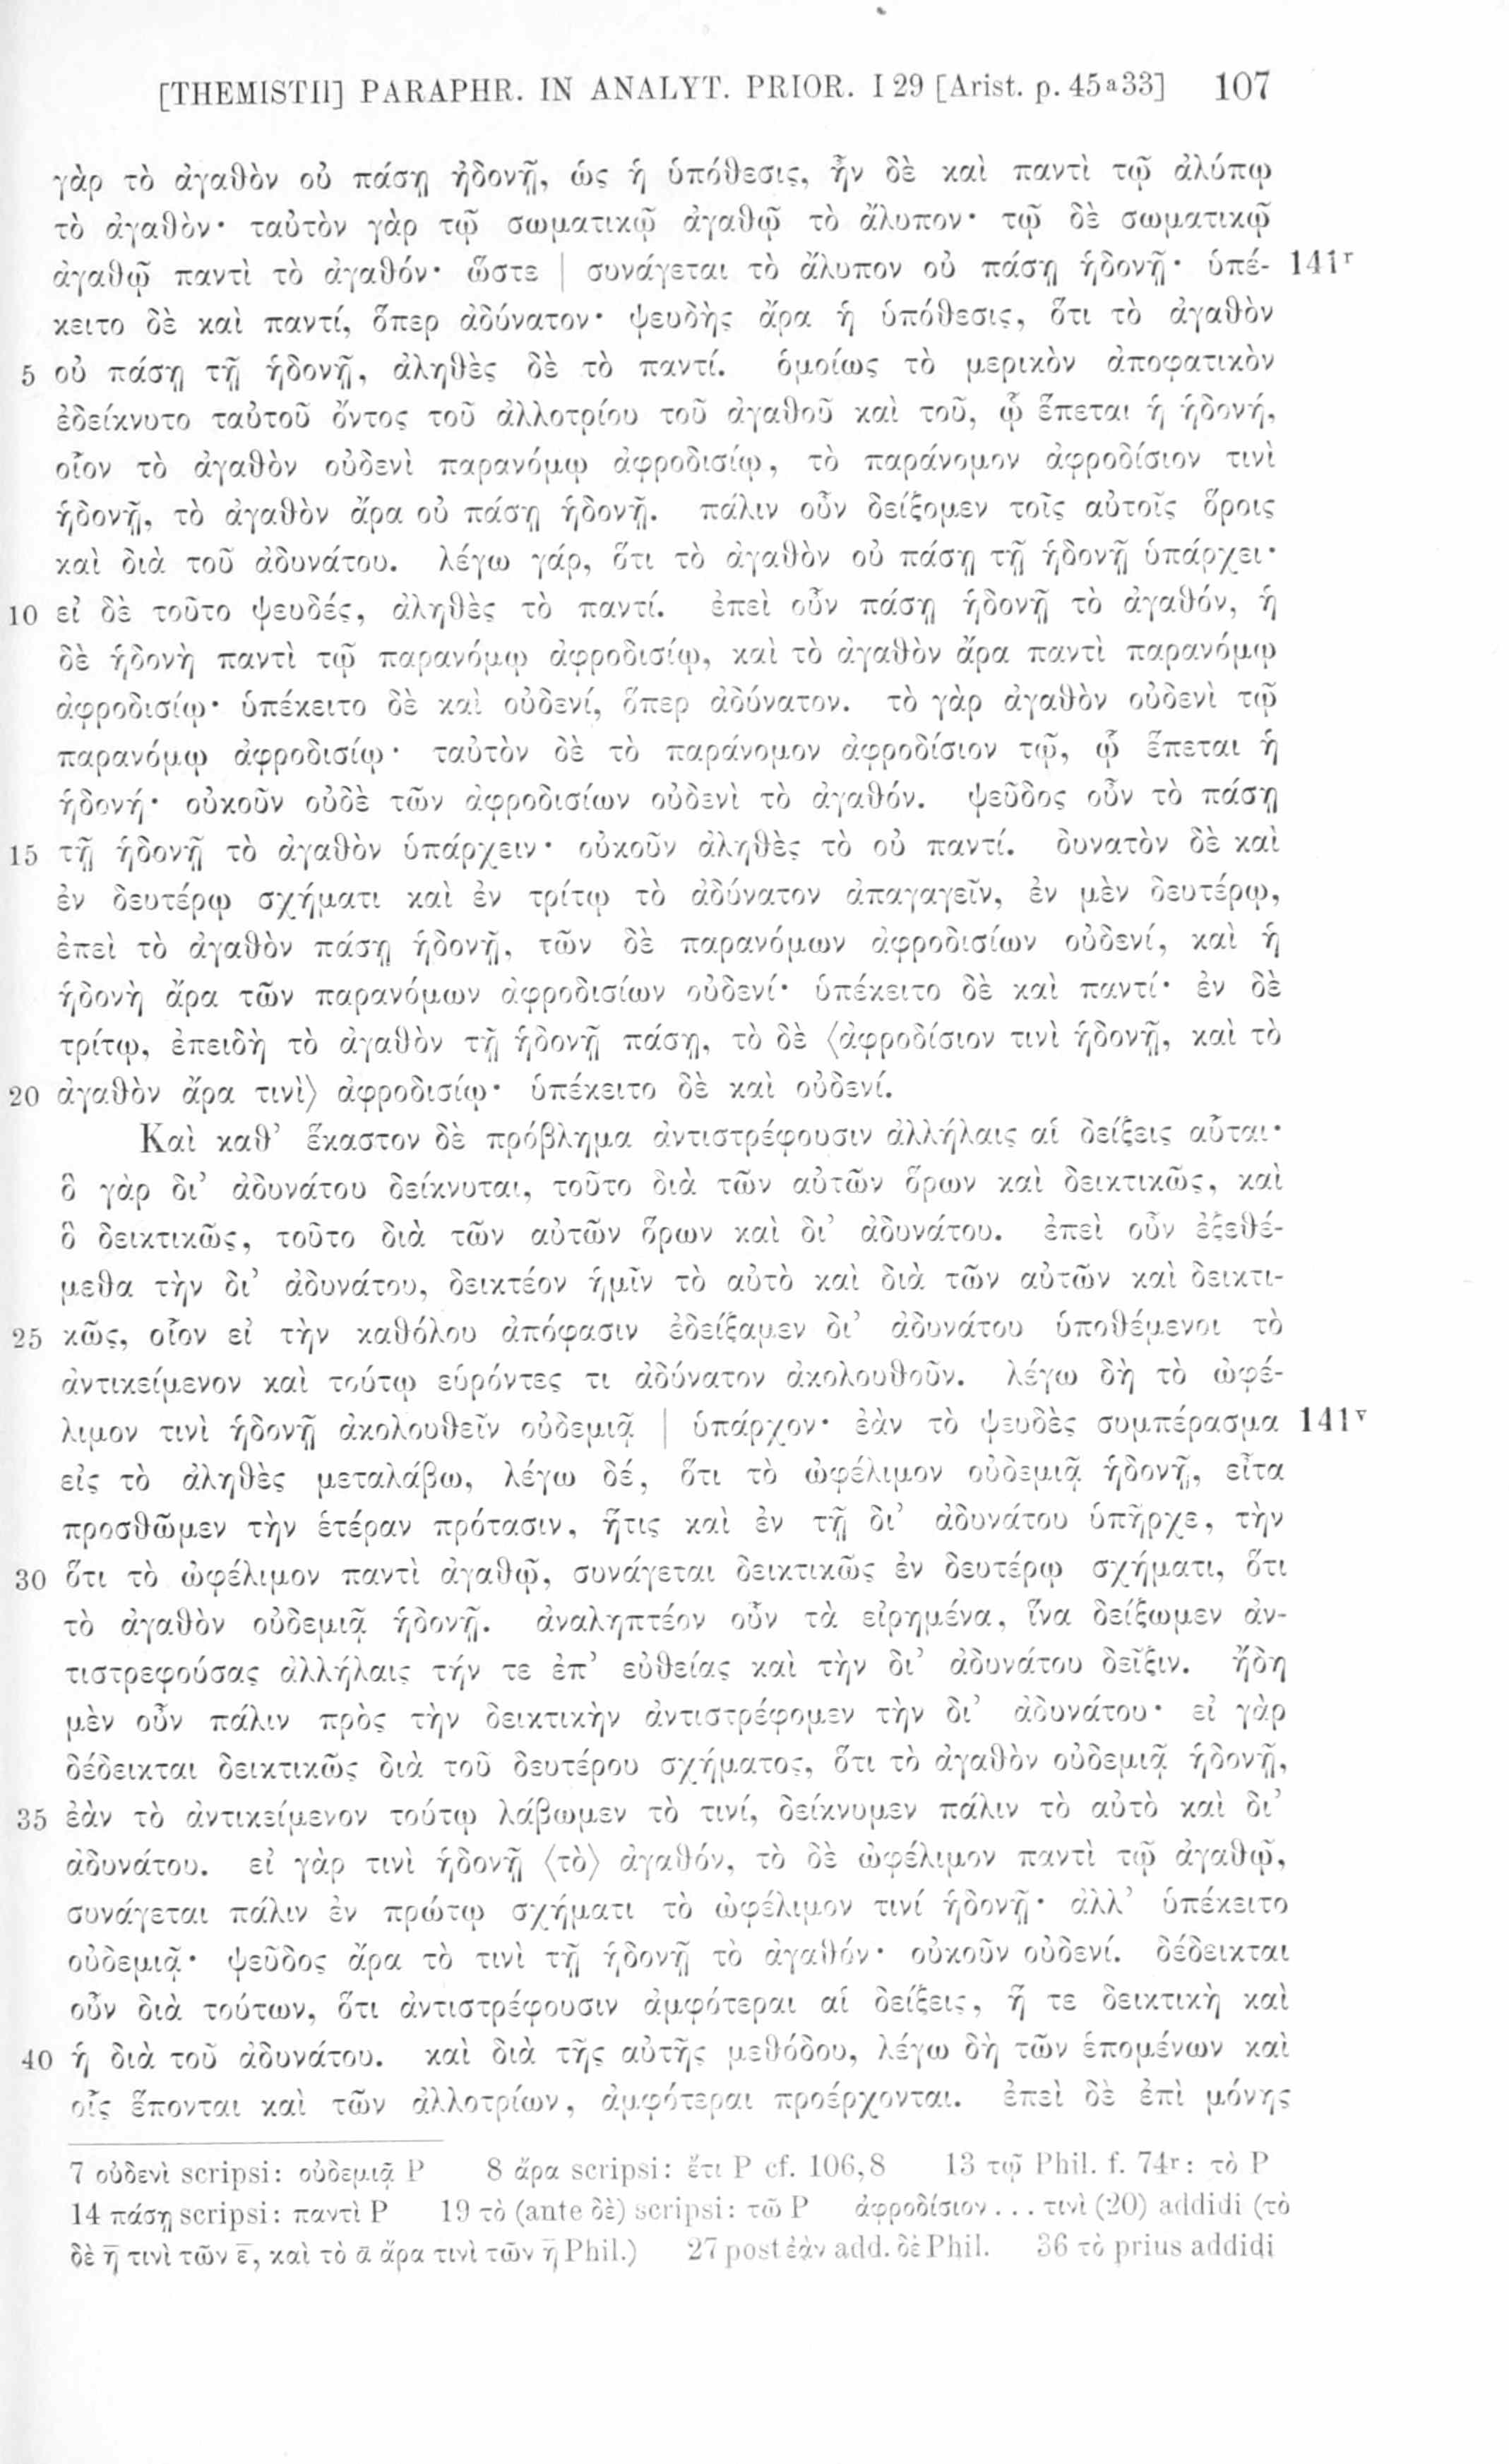 [THEMISTII] PARAPHR. IN ANALYT. PRIOR. I 29 [Arist. p. 45ᵃ33] 107
γὰρ τὸ ἀγαθὸν οὐ πάσῃ ἡδονῇ, ὡς ἡ ὑπόθεσις, ἦν δὲ καὶ παντὶ τῷ ἀλύπῳ
τὸ ἀγαθὸν· ταὐτὸν γὰρ τῷ σωματικῷ ἀγαθῷ τὸ ἄλυπον· τῷ δὲ σωματικῷ
ἀγαθῷ παντὶ τὸ ἀγαθόν· ὥστε | συνάγεται τὸ ἄλυπον οὐ πάσῃ ἡδονῇ· ὑπέ- 141ʳ
κειτο δὲ καὶ παντί, ὅπερ ἀδύνατον· ψευδὴς ἄρα ἡ ὑπόθεσις, ὅτι τὸ ἀγαθὸν
5 οὐ πάσῃ τῇ ἡδονῇ, ἀληθὲς δὲ τὸ παντί. ὁμοίως τὸ μερικὸν ἀποφατικὸν
ἐδείκνυτο ταὐτοῦ ὄντος τοῦ ἀλλοτρίου τοῦ ἀγαθοῦ καὶ τοῦ, ᾧ ἕπεται ἡ ἡδονή,
οἷον τὸ ἀγαθὸν οὐδενὶ παρανόμῳ ἀφροδισίῳ, τὸ παράνομον ἀφροδίσιον τινὶ
ἡδονῇ, τὸ ἀγαθὸν ἄρα οὐ πάσῃ ἡδονῇ. πάλιν οὖν δείξομεν τοῖς αὐτοῖς ὅροις
καὶ διὰ τοῦ ἀδυνάτου. λέγω γάρ, ὅτι τὸ ἀγαθὸν οὐ πάσῃ τῇ ἡδονῇ ὑπάρχει·
10 εἰ δὲ τοῦτο ψευδές, ἀληθὲς τὸ παντί. ἐπεὶ οὖν πάσῃ ἡδονῇ τὸ ἀγαθόν, ἡ
δὲ ἡδονὴ παντὶ τῷ παρανόμῳ ἀφροδισίῳ, καὶ τὸ ἀγαθὸν ἄρα παντὶ παρανόμῳ
ἀφροδισίῳ· ὑπέκειτο δὲ καὶ οὐδενί, ὅπερ ἀδύνατον. τὸ γὰρ ἀγαθὸν οὐδενὶ τῷ
παρανόμῳ ἀφροδισίῳ· ταὐτὸν δὲ τὸ παράνομον ἀφροδίσιον τῷ, ᾧ ἕπεται ἡ
ἡδονή· οὐκοῦν οὐδὲ τῶν ἀφροδισίων οὐδενὶ τὸ ἀγαθόν. ψεῦδος οὖν τὸ πάσῃ
15 τῇ ἡδονῇ τὸ ἀγαθὸν ὑπάρχειν· οὐκοῦν ἀληθὲς τὸ οὐ παντί. δυνατὸν δὲ καὶ
ἐν δευτέρῳ σχήματι καὶ ἐν τρίτῳ τὸ ἀδύνατον ἀπαγαγεῖν, ἐν μὲν δευτέρῳ,
ἐπεὶ τὸ ἀγαθὸν πάσῃ ἡδονῇ, τῶν δὲ παρανόμων ἀφροδισίων οὐδενί, καὶ ἡ
ἡδονὴ ἄρα τῶν παρανόμων ἀφροδισίων οὐδενί· ὑπέκειτο δὲ καὶ παντί· ἐν δὲ
τρίτῳ, ἐπειδὴ τὸ ἀγαθὸν τῇ ἡδονῇ πάσῃ, τὸ δὲ ⟨ἀφροδίσιον τινὶ ἡδονῇ, καὶ τὸ
20 ἀγαθὸν ἄρα τινὶ⟩ ἀφροδισίῳ· ὑπέκειτο δὲ καὶ οὐδενί.
Καὶ καθ᾽ ἕκαστον δὲ πρόβλημα ἀντιστρέφουσιν ἀλλήλαις αἱ δείξεις αὗται·
ὃ γὰρ δι᾽ ἀδυνάτου δείκνυται, τοῦτο διὰ τῶν αὐτῶν ὅρων καὶ δεικτικῶς, καὶ
ὃ δεικτικῶς, τοῦτο διὰ τῶν αὐτῶν ὅρων καὶ δι᾽ ἀδυνάτου. ἐπεὶ οὖν ἐξεθέ-
μεθα τὴν δι᾽ ἀδυνάτου, δεικτέον ἡμῖν τὸ αὐτὸ καὶ διὰ τῶν αὐτῶν καὶ δεικτι-
25 κῶς, οἷον εἰ τὴν καθόλου ἀπόφασιν ἐδείξαμεν δι᾽ ἀδυνάτου ὑποθέμενοι τὸ
ἀντικείμενον καὶ τούτῳ εὑρόντες τι ἀδύνατον ἀκολουθοῦν. λέγω δὴ τὸ ὠφέ-
λιμον τινὶ ἡδονῇ ἀκολουθεῖν οὐδεμιᾷ | ὑπάρχον· ἐὰν τὸ ψευδὲς συμπέρασμα 141ᵛ
εἰς τὸ ἀληθὲς μεταλάβω, λέγω δέ, ὅτι τὸ ὠφέλιμον οὐδεμιᾷ ἡδονῇ, εἶτα
προσθῶμεν τὴν ἑτέραν πρότασιν, ἥτις καὶ ἐν τῇ δι᾽ ἀδυνάτου ὑπῆρχε, τὴν
30 ὅτι τὸ ὠφέλιμον παντὶ ἀγαθῷ, συνάγεται δεικτικῶς ἐν δευτέρῳ σχήματι, ὅτι
τὸ ἀγαθὸν οὐδεμιᾷ ἡδονῇ. ἀναληπτέον οὖν τὰ εἰρημένα, ἵνα δείξωμεν ἀν-
τιστρεφούσας ἀλλήλαις τήν τε ἐπ᾽ εὐθείας καὶ τὴν δι᾽ ἀδυνάτου δεῖξιν. ἤδη
μὲν οὖν πάλιν πρὸς τὴν δεικτικὴν ἀντιστρέφομεν τὴν δι᾽ ἀδυνάτου· εἰ γὰρ
δέδεικται δεικτικῶς διὰ τοῦ δευτέρου σχήματος, ὅτι τὸ ἀγαθὸν οὐδεμιᾷ ἡδονῇ,
35 ἐὰν τὸ ἀντικείμενον τούτῳ λάβωμεν τὸ τινί, δείκνυμεν πάλιν τὸ αὐτὸ καὶ δι᾽
ἀδυνάτου. εἰ γὰρ τινὶ ἡδονῇ ⟨τὸ⟩ ἀγαθόν, τὸ δὲ ὠφέλιμον παντὶ τῷ ἀγαθῷ,
συνάγεται πάλιν ἐν πρώτῳ σχήματι τὸ ὠφέλιμον τινί ἡδονῇ· ἀλλ᾽ ὑπέκειτο
οὐδεμιᾷ· ψεῦδος ἄρα τὸ τινὶ τῇ ἡδονῇ τὸ ἀγαθόν· οὐκοῦν οὐδενί. δέδεικται
οὖν διὰ τούτων, ὅτι ἀντιστρέφουσιν ἀμφότεραι αἱ δείξεις, ἥ τε δεικτικὴ καὶ
40 ἡ διὰ τοῦ ἀδυνάτου. καὶ διὰ τῆς αὐτῆς μεθόδου, λέγω δὴ τῶν ἑπομένων καὶ
οἷς ἕπονται καὶ τῶν ἀλλοτρίων, ἀμφότεραι προέρχονται. ἐπεὶ δὲ ἐπὶ μόνης
7 οὐδενὶ scripsi: οὐδεμιᾷ P 8 ἄρα scripsi: ἔτι P cf. 106,8 13 τῷ Phil. f. 74ʳ: τὸ P
14 πάσῃ scripsi: παντὶ P 19 τὸ (ante δὲ) scripsi: τῶ P ἀφροδίσιον . . . τινὶ (20) addidi (τὸ
δὲ η̄ τινὶ τῶν ε̄, καὶ τὸ ᾱ ἄρα τινὶ τῶν η̄ Phil.) 27 post ἐὰν add. δὲ Phil. 36 τὸ prius addidi